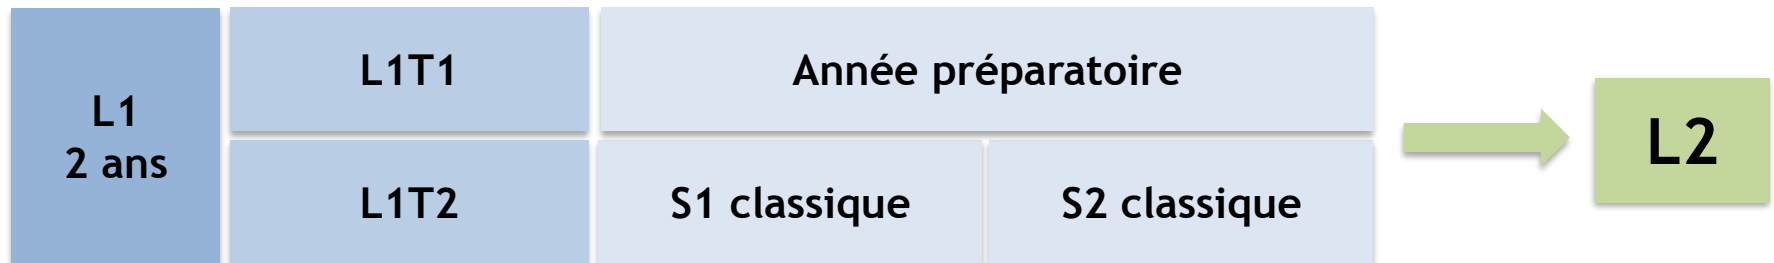 L1
2 ans
L1T1
Année préparatoire
L1T2
S1 classique
S2 classique
L2